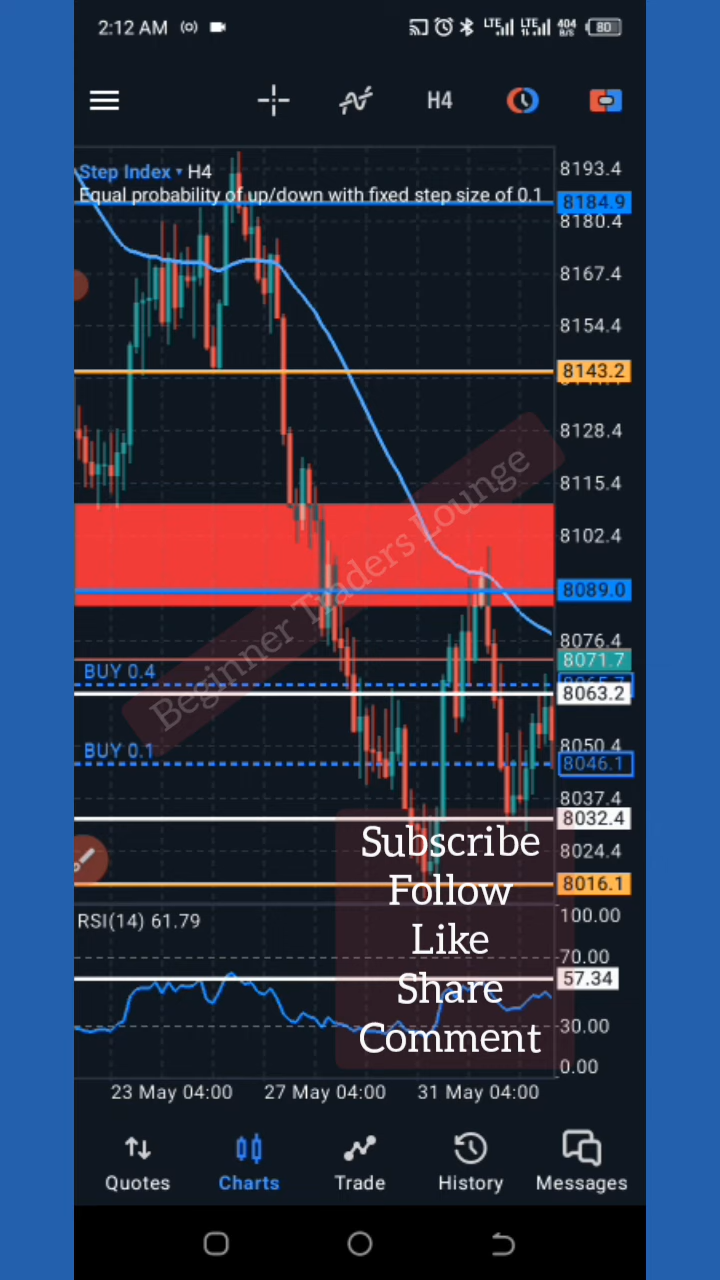 2:12 AM
LTE LTE 404 B/S 80
H4
Step Index H4
Equal probability of up/down with fixed step size of 0.1
8193.4
8184.9
8180.4
8167.4
8154.4
8143.2
8128.4
8115.4
8102.4
8089.0
8076.4
8071.7
BUY 0.4
8063.2
BUY 0.1
8050.4
8046.1
8037.4
8032.4
8024.4
8016.1
Beginner Traders Lounge
Subscribe
Follow
Like
Share
Comment
RSI(14) 61.79
100.00
70.00
57.34
30.00
0.00
23 May 04:00 27 May 04:00 31 May 04:00
Quotes Charts Trade History Messages